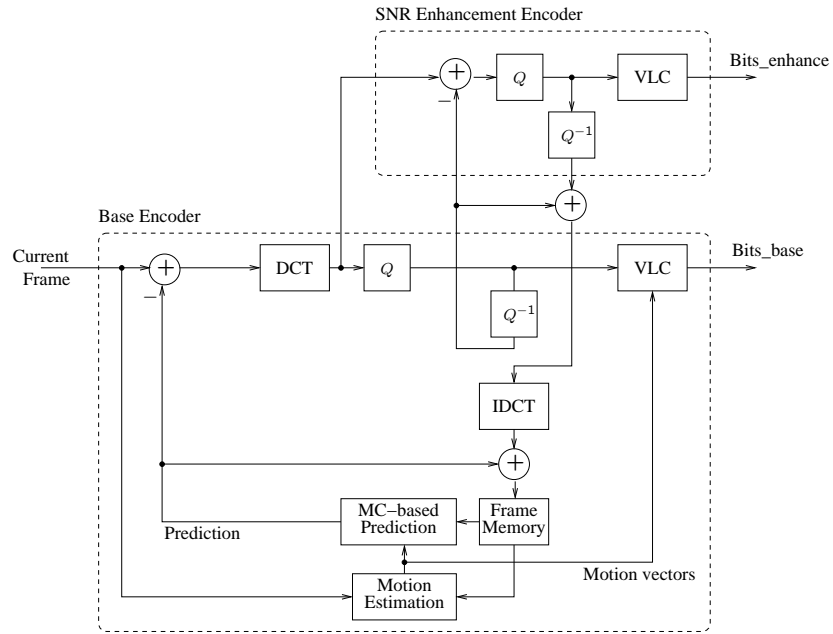 SNR Enhancement Encoder
Bits_enhance
+
−
Q
VLC
Q⁻¹
+
Base Encoder
Current
Frame
+
−
DCT
Q
VLC
Bits_base
Q⁻¹
IDCT
+
MC−based
Prediction
Frame
Memory
Prediction
Motion vectors
Motion
Estimation